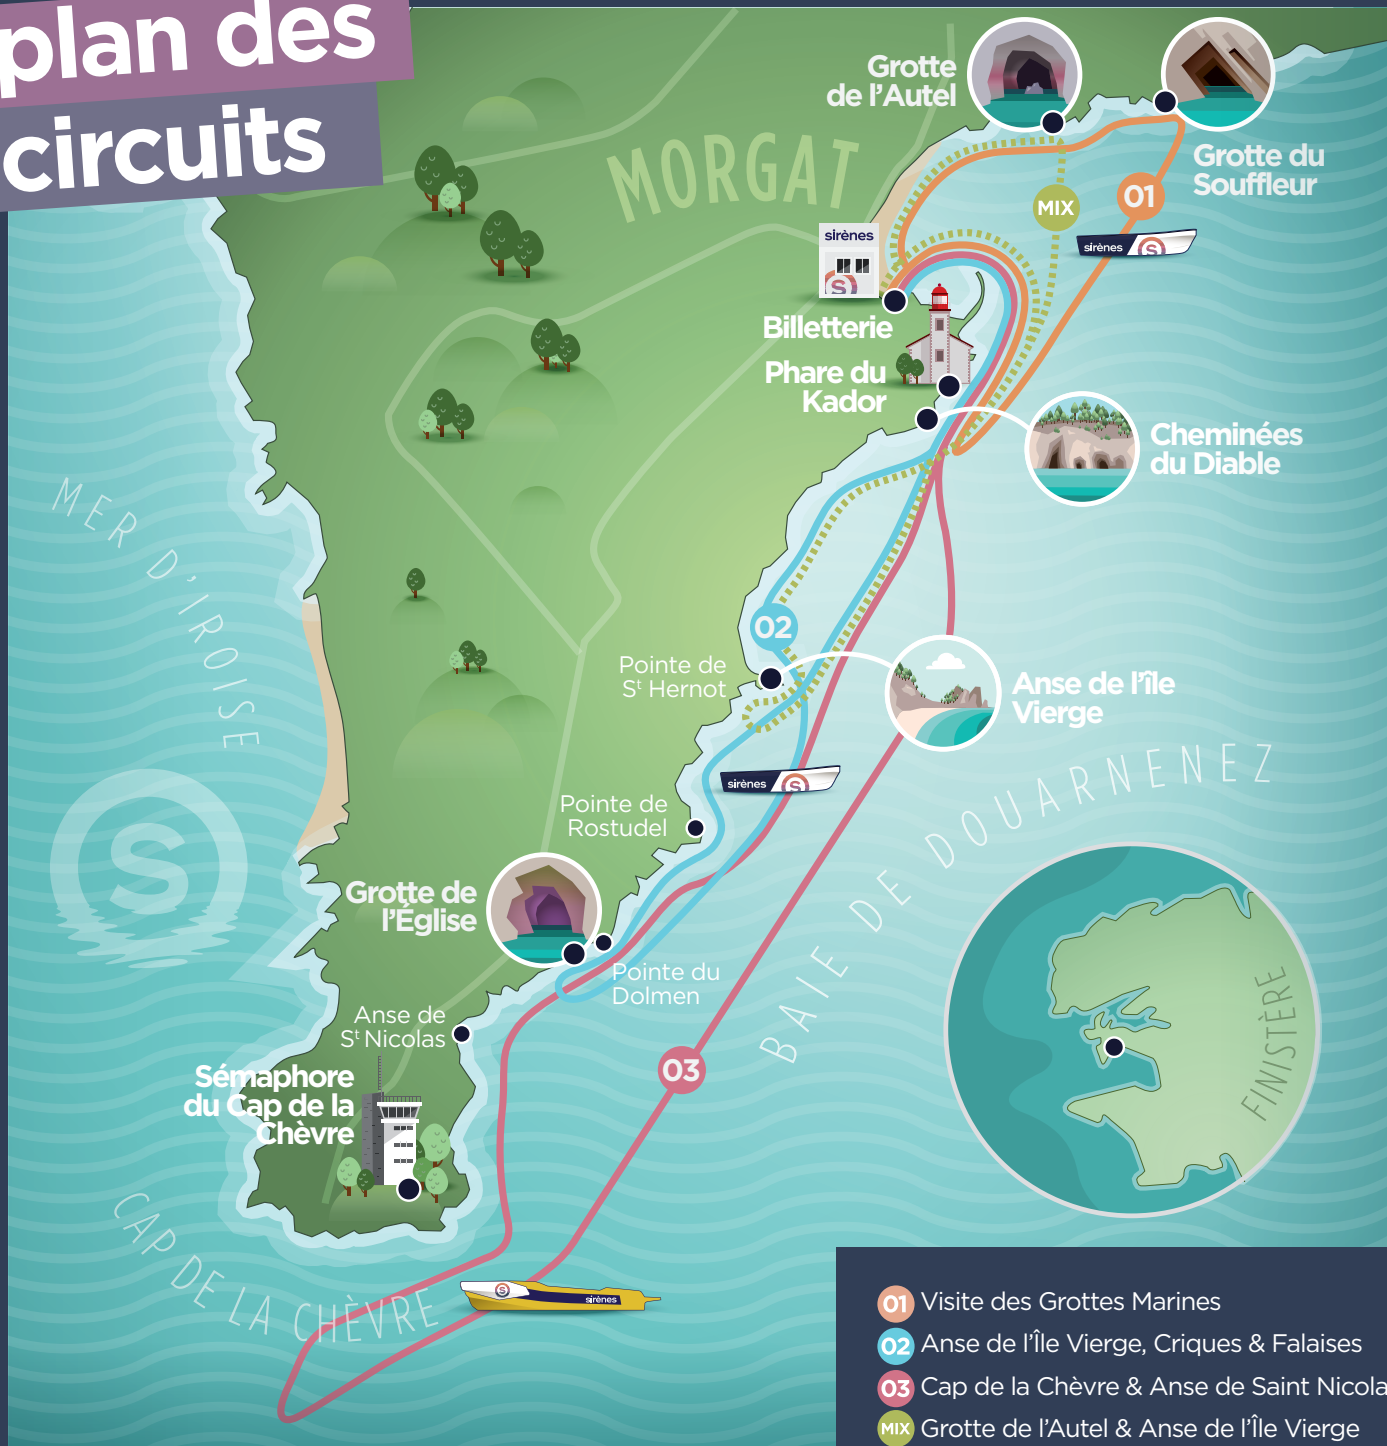 plan des
circuits
MORGAT
Grotte
de l'Autel
Grotte du
Souffleur
MIX
01
sirènes
S
sirènes
S
Billetterie
Phare du
Kador
Cheminées
du Diable
MER D'IROISE
02
Pointe de
St Hernot
Anse de l'île
Vierge
sirènes
S
Pointe de
Rostudel
BAIE DE DOUARNENEZ
S
Grotte de
l'Église
Pointe du
Dolmen
Anse de
St Nicolas
FINISTÈRE
03
Sémaphore
du Cap de la
Chèvre
CAP DE LA CHÈVRE
S
sirènes
01 Visite des Grottes Marines
02 Anse de l'Île Vierge, Criques & Falaises
03 Cap de la Chèvre & Anse de Saint Nicola
MIX Grotte de l'Autel & Anse de l'Île Vierge